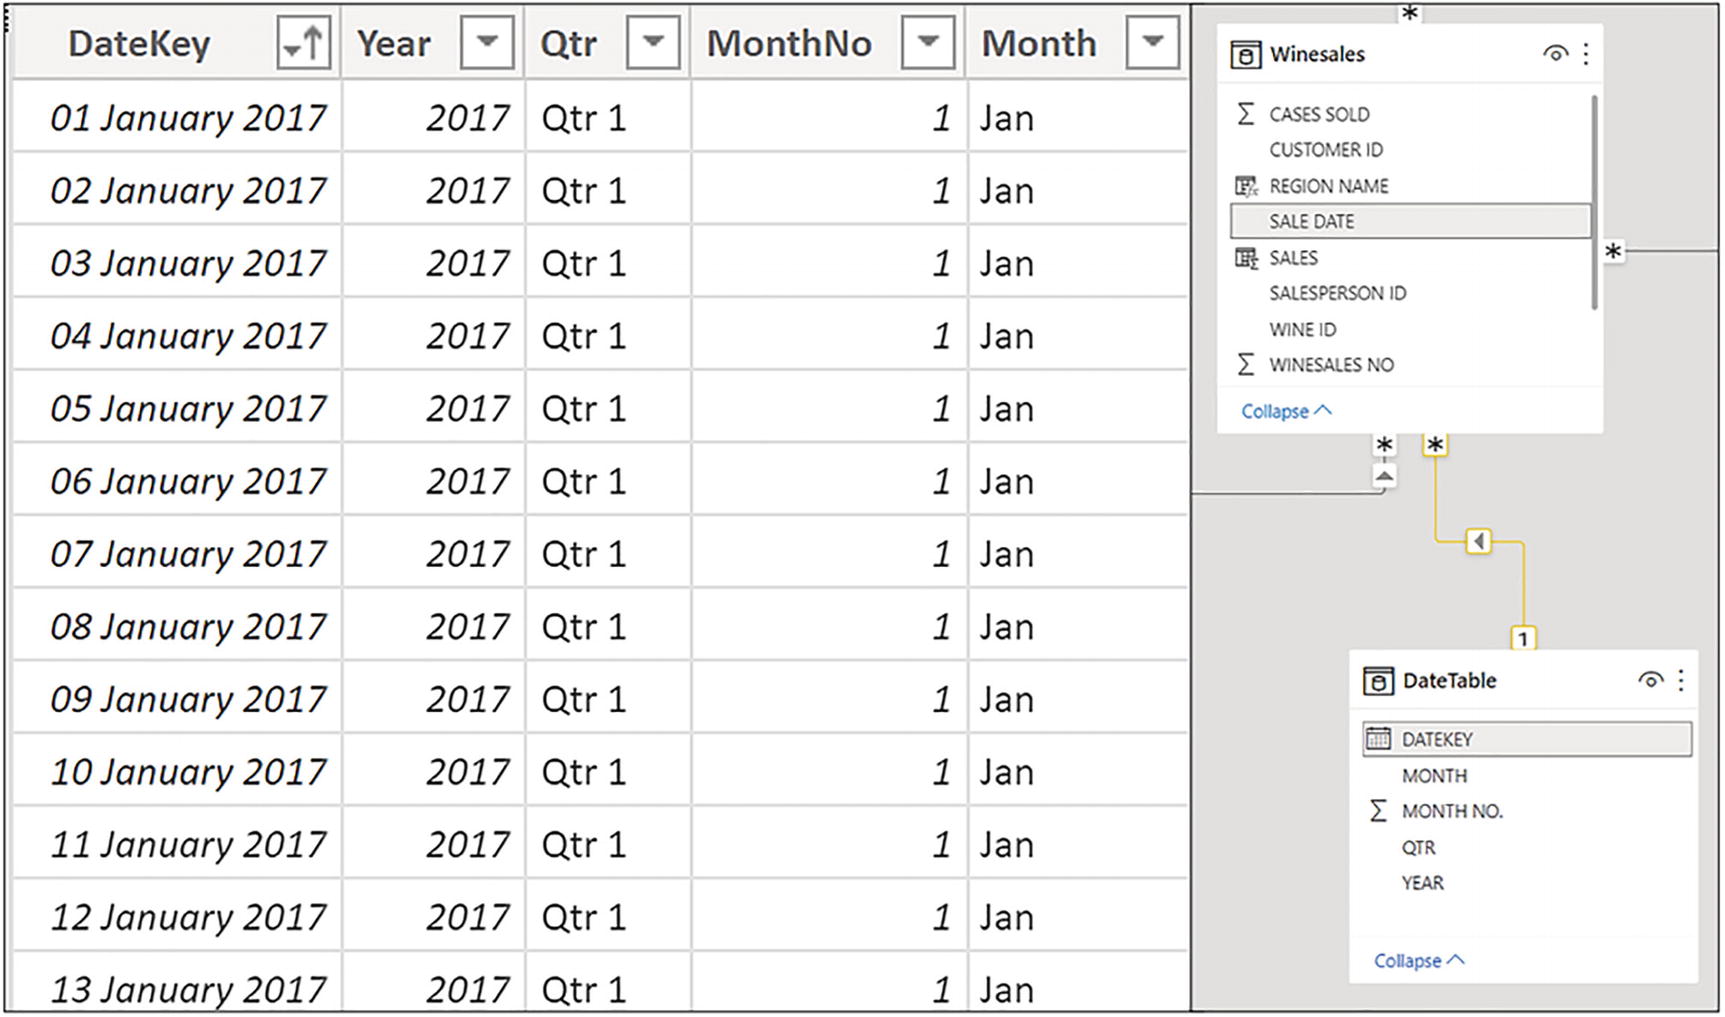 DateKey Year Qtr MonthNo Month
01 January 2017 2017 Qtr 1 1 Jan
02 January 2017 2017 Qtr 1 1 Jan
03 January 2017 2017 Qtr 1 1 Jan
04 January 2017 2017 Qtr 1 1 Jan
05 January 2017 2017 Qtr 1 1 Jan
06 January 2017 2017 Qtr 1 1 Jan
07 January 2017 2017 Qtr 1 1 Jan
08 January 2017 2017 Qtr 1 1 Jan
09 January 2017 2017 Qtr 1 1 Jan
10 January 2017 2017 Qtr 1 1 Jan
11 January 2017 2017 Qtr 1 1 Jan
12 January 2017 2017 Qtr 1 1 Jan
13 January 2017 2017 Qtr 1 1 Jan
*
Winesales
Σ CASES SOLD
CUSTOMER ID
REGION NAME
SALE DATE
*
SALES
SALESPERSON ID
WINE ID
Σ WINESALES NO
Collapse
* *
1
DateTable
DATEKEY
MONTH
Σ MONTH NO.
QTR
YEAR
Collapse